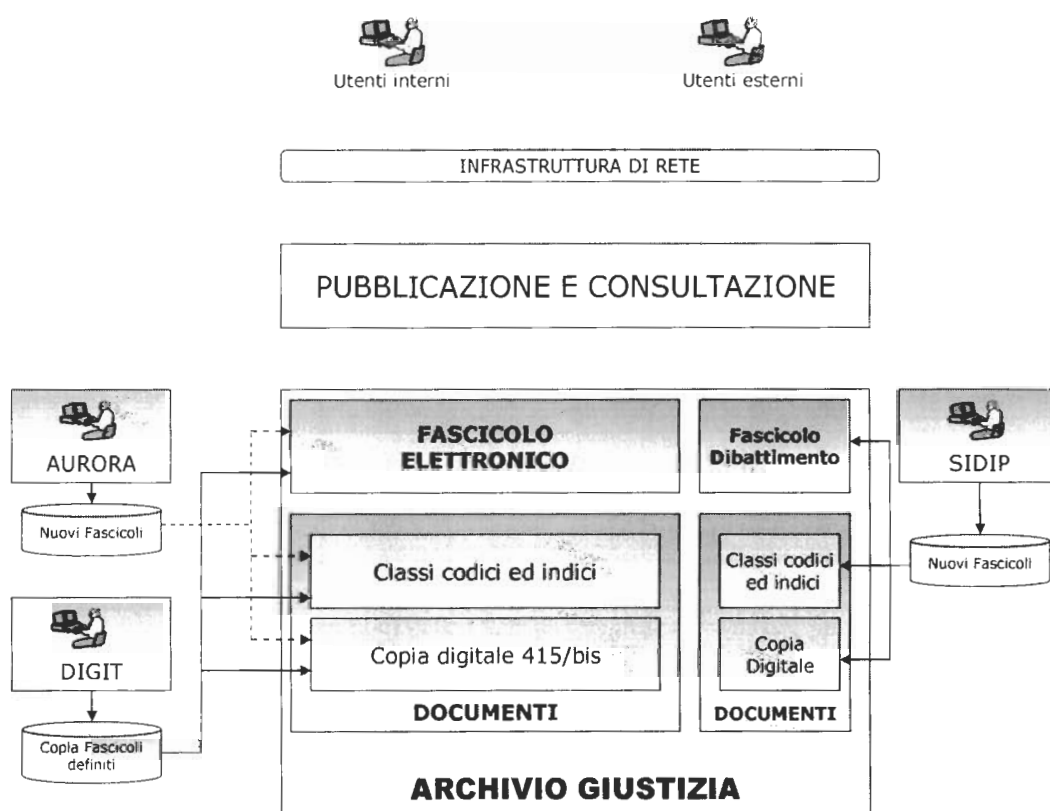 Utenti interni
Utenti esterni
INFRASTRUTTURA DI RETE
PUBBLICAZIONE E CONSULTAZIONE
AURORA
Nuovi Fascicoli
DIGIT
Copia Fascicoli
definiti
FASCICOLO
ELETTRONICO
Classi codici ed indici
Copia digitale 415/bis
DOCUMENTI
Fascicolo
Dibattimento
Classi codici
ed indici
Copia
Digitale
DOCUMENTI
SIDIP
Nuovi Fascicoli
ARCHIVIO GIUSTIZIA